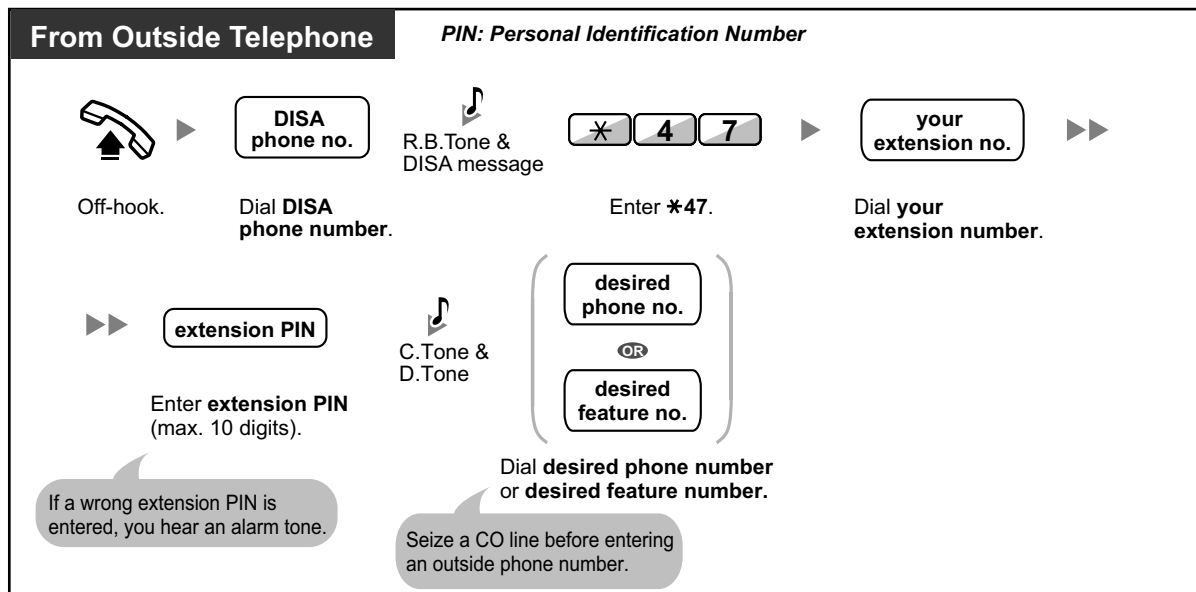 From Outside Telephone
PIN: Personal Identification Number
DISA
phone no.
R.B.Tone &
DISA message
* 4 7
your
extension no.
Off-hook.
Dial DISA
phone number.
Enter *47.
Dial your
extension number.
extension PIN
C.Tone &
D.Tone
desired
phone no.
OR
desired
feature no.
Enter extension PIN
(max. 10 digits).
Dial desired phone number
or desired feature number.
If a wrong extension PIN is
entered, you hear an alarm tone.
Seize a CO line before entering
an outside phone number.